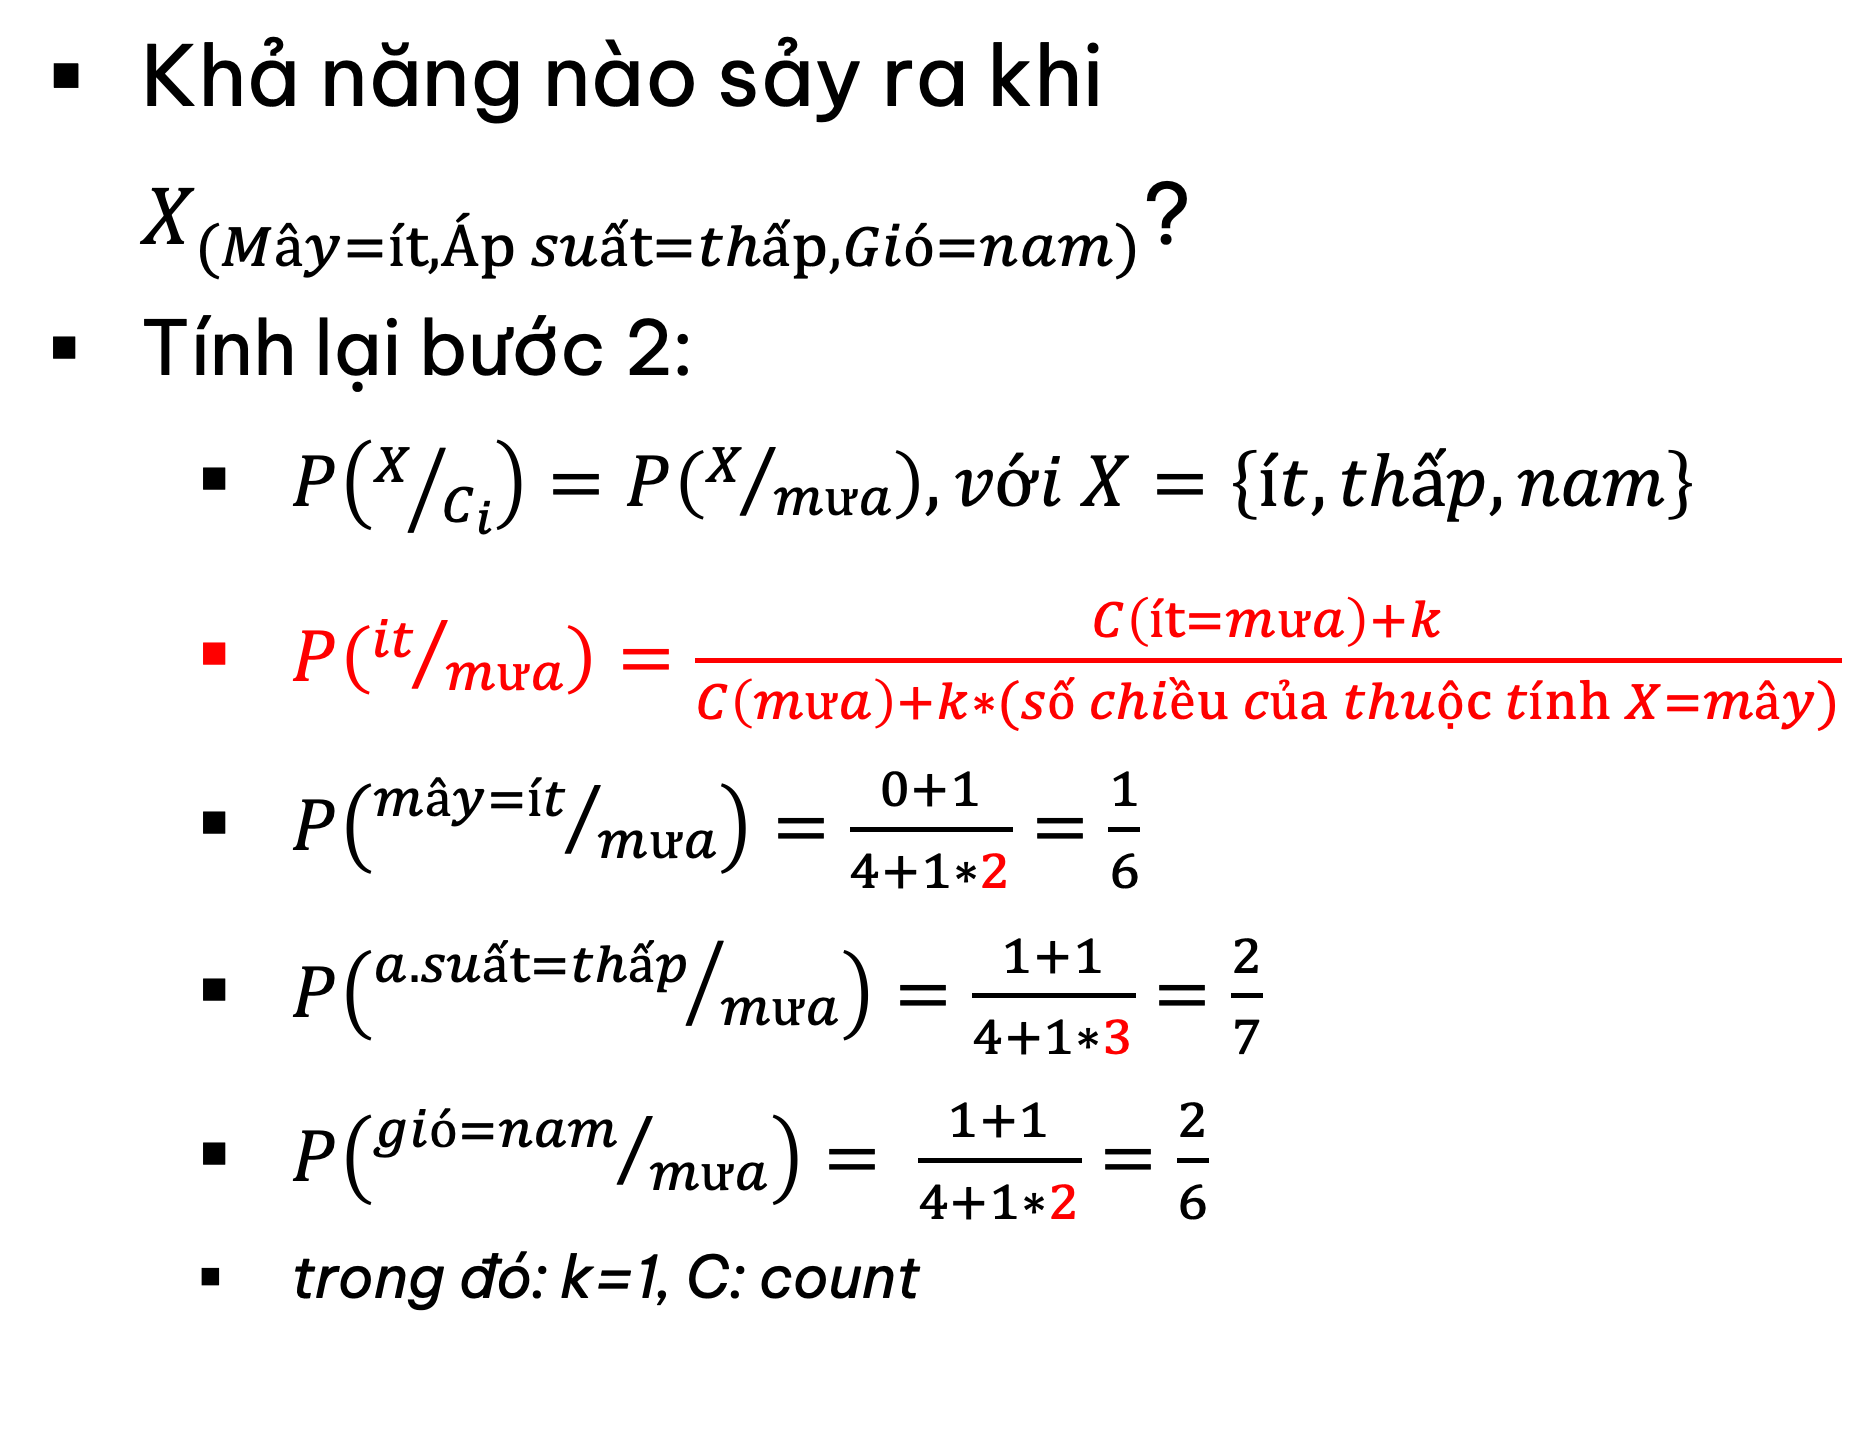 ▪ Khả năng nào sảy ra khi
X(Mây=ít,Áp suất=thấp,Gió=nam)?
▪ Tính lại bước 2:
▪ P(X/Ci) = P(X/mưa), với X = {ít, thấp, nam}
▪ P(it/mưa) = C(ít=mưa)+k / C(mưa)+k*(số chiều của thuộc tính X=mây)
▪ P(mây=ít/mưa) = 0+1 / 4+1*2 = 1/6
▪ P(a.suất=thấp/mưa) = 1+1 / 4+1*3 = 2/7
▪ P(gió=nam/mưa) = 1+1 / 4+1*2 = 2/6
▪ trong đó: k=1, C: count